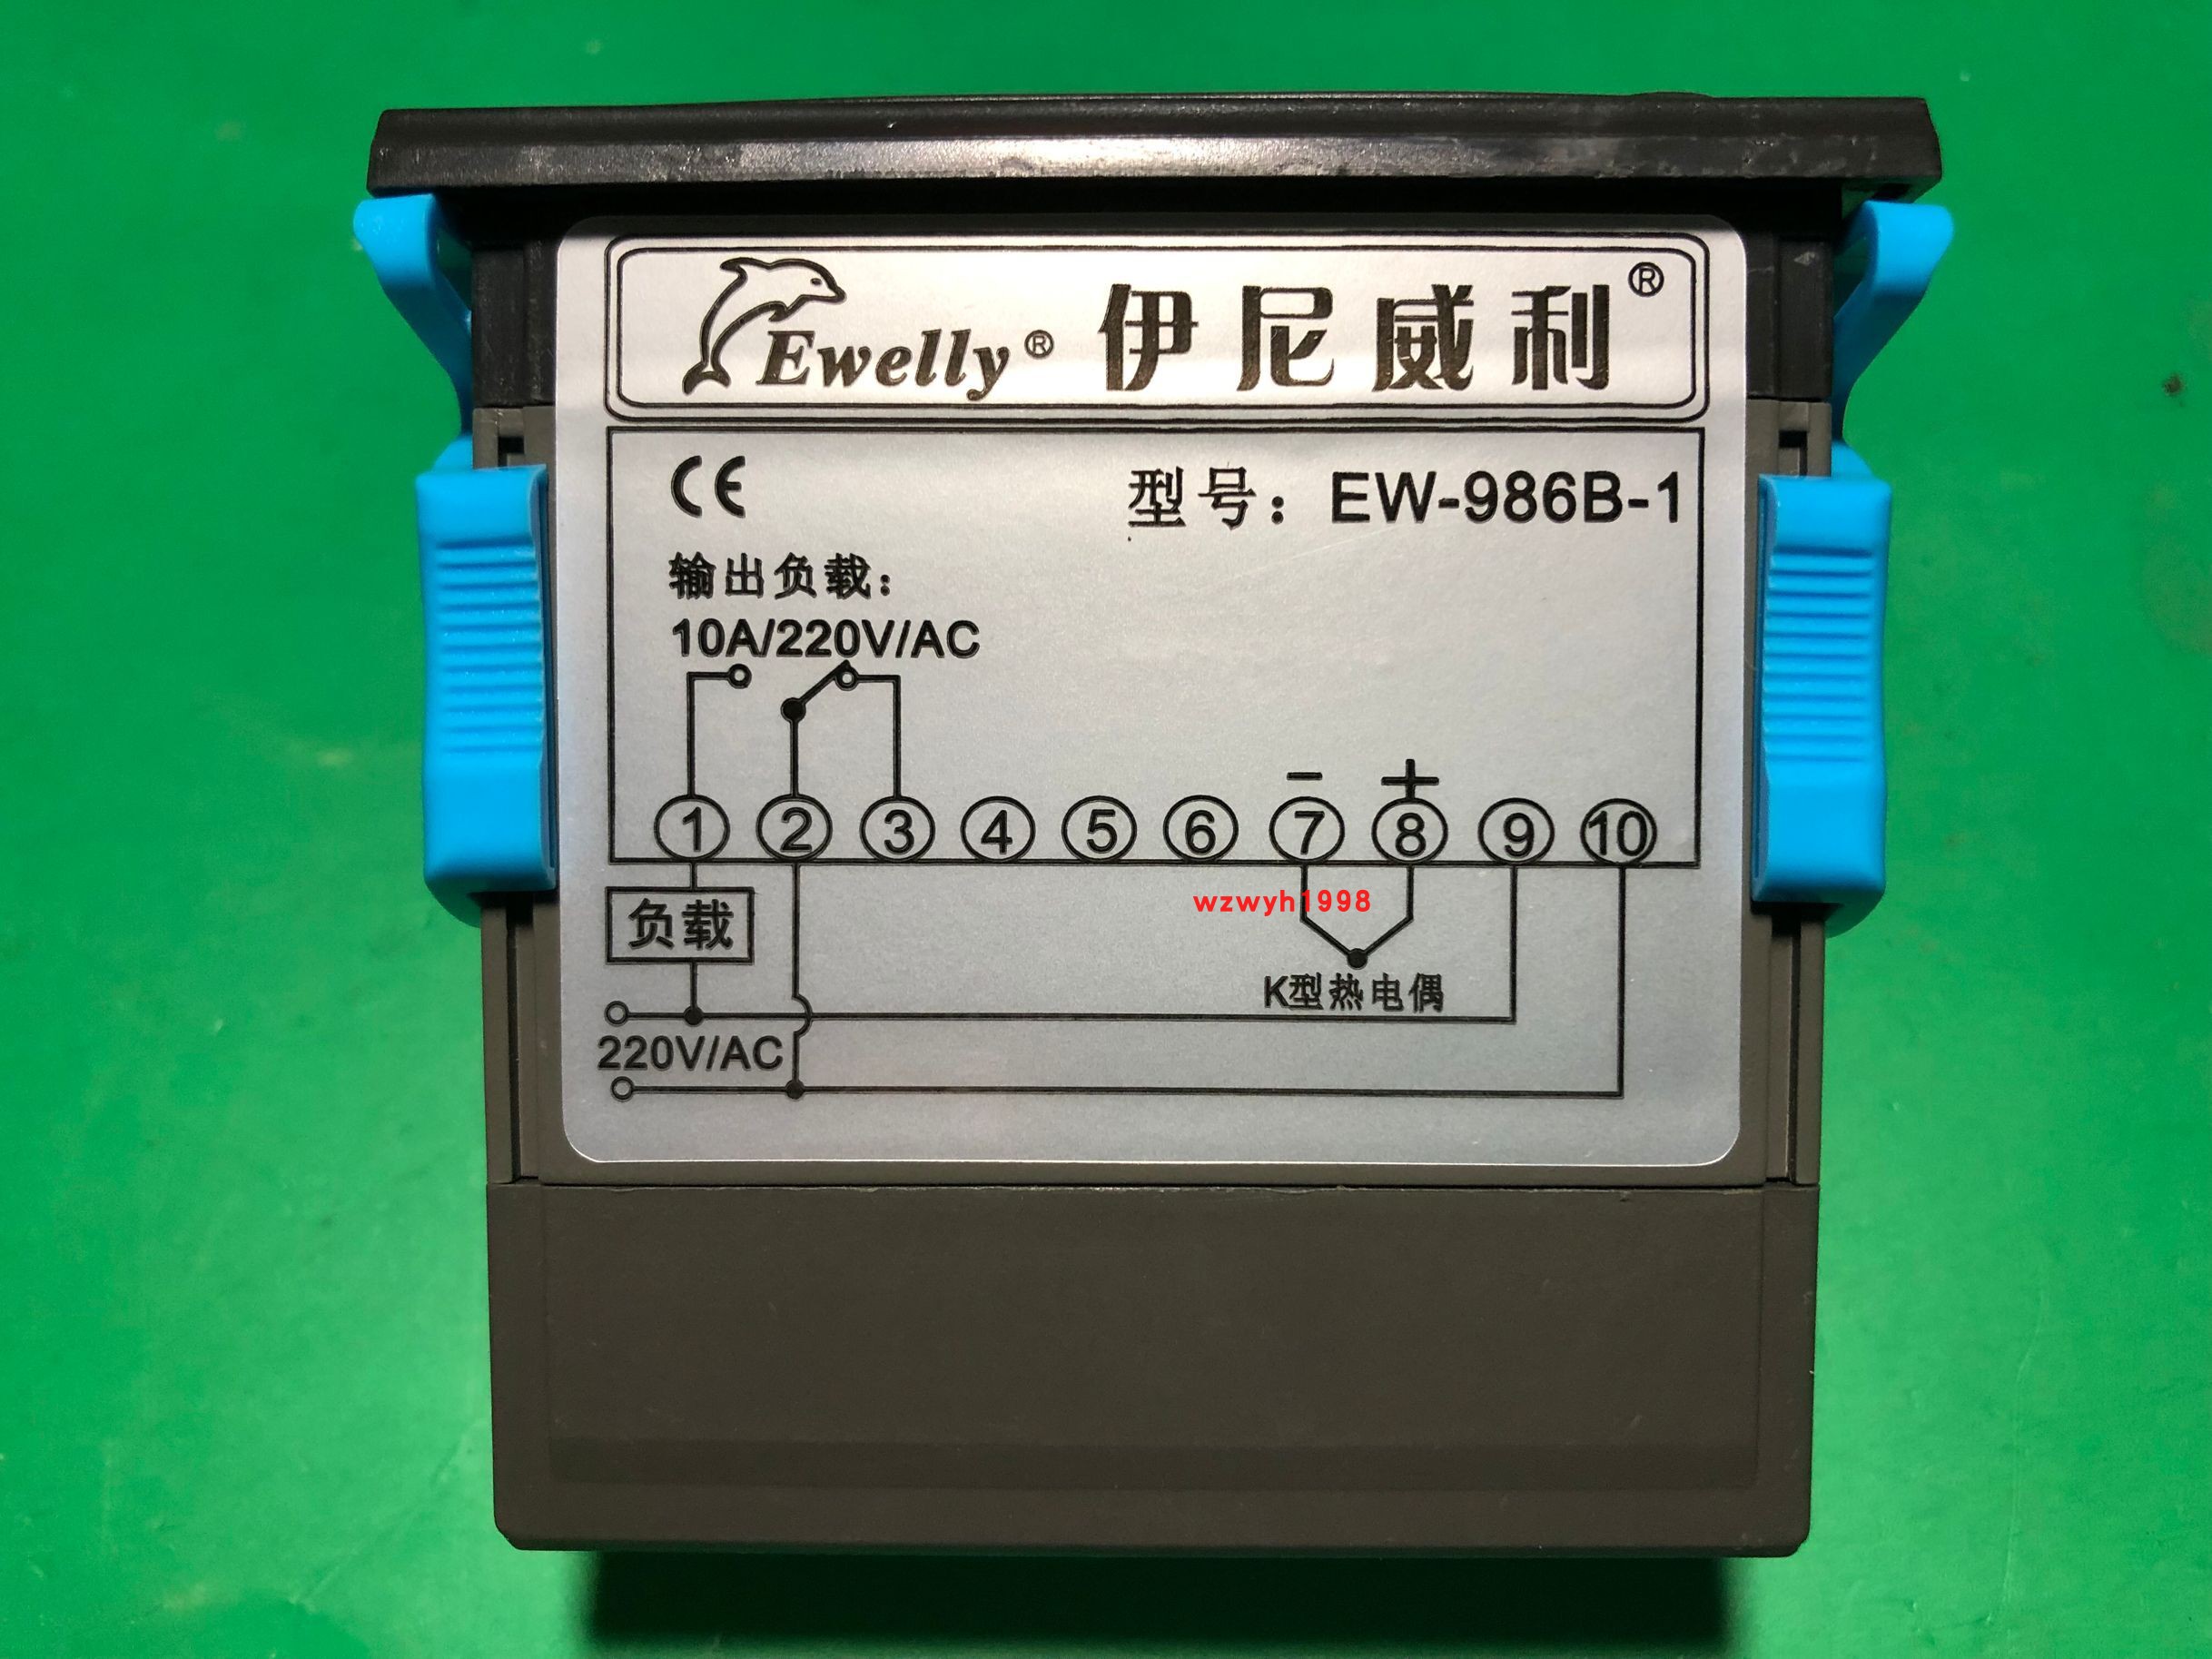 Ewelly® 伊尼威利®
CE 型号：EW-986B-1
输出负载：
10A/220V/AC
− +
① ② ③ ④ ⑤ ⑥ ⑦ ⑧ ⑨ ⑩
负载
wzwyh1998
K型热电偶
220V/AC